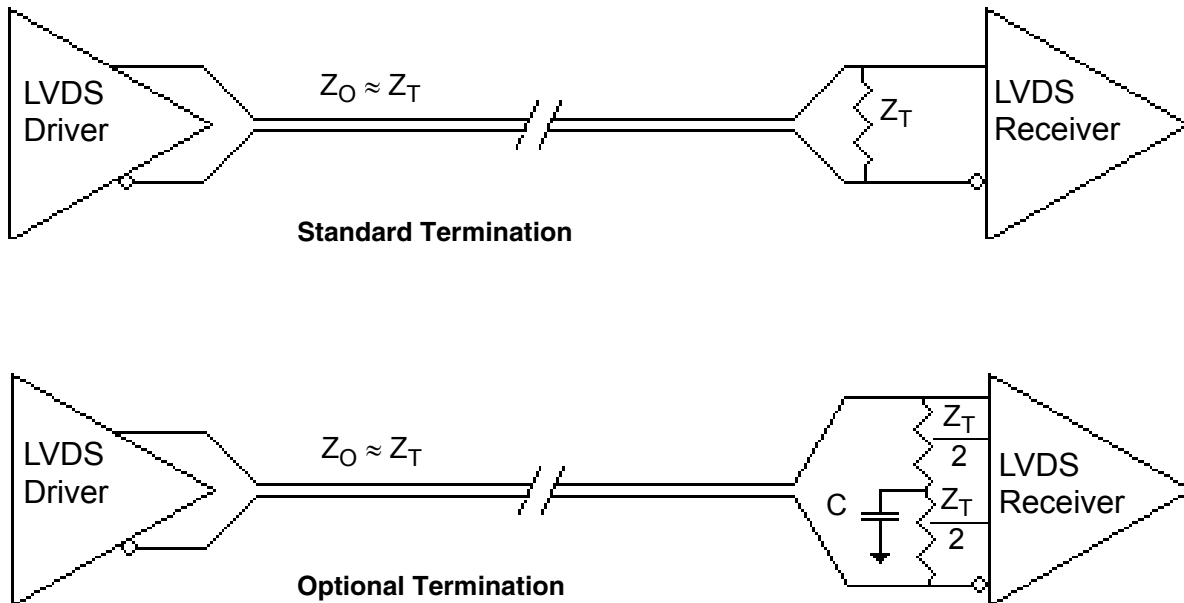 LVDS
Driver
Z_O ≈ Z_T
Z_T
LVDS
Receiver
Standard Termination
LVDS
Driver
Z_O ≈ Z_T
C
Z_T
2
Z_T
2
LVDS
Receiver
Optional Termination